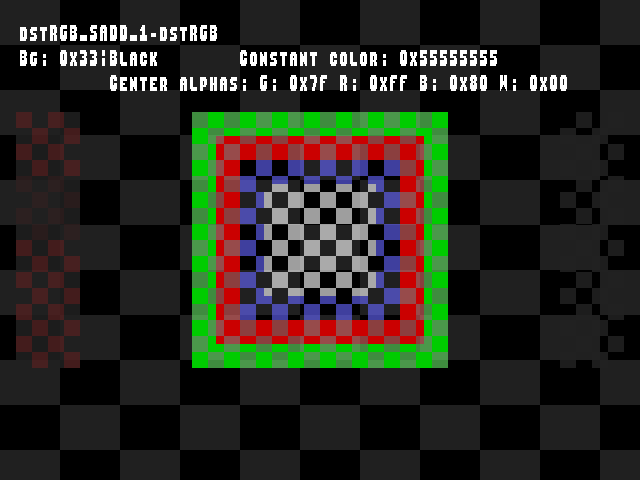 dstRGB_SADD_1-dstRGB
Bg: 0x33¦Black Constant color: 0x55555555
Center alphas: G: 0x7f R: 0xff B: 0x80 W: 0x00